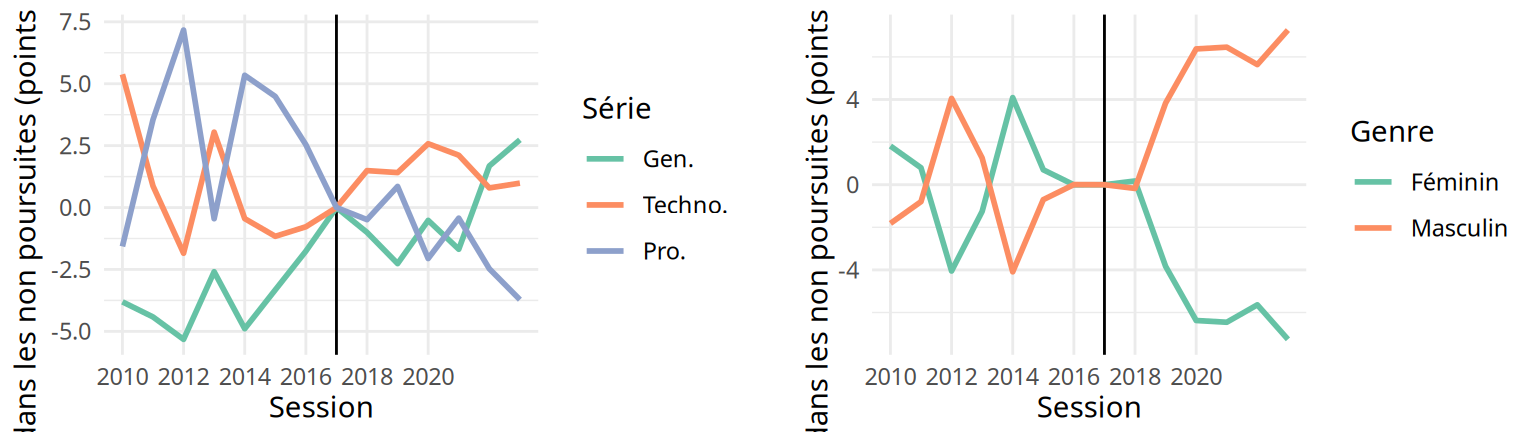 dans les non poursuites (points
7.5
5.0
2.5
0.0
-2.5
-5.0
2010 2012 2014 2016 2018 2020
Session
Série
Gen.
Techno.
Pro.
dans les non poursuites (points
4
0
-4
2010 2012 2014 2016 2018 2020
Session
Genre
Féminin
Masculin